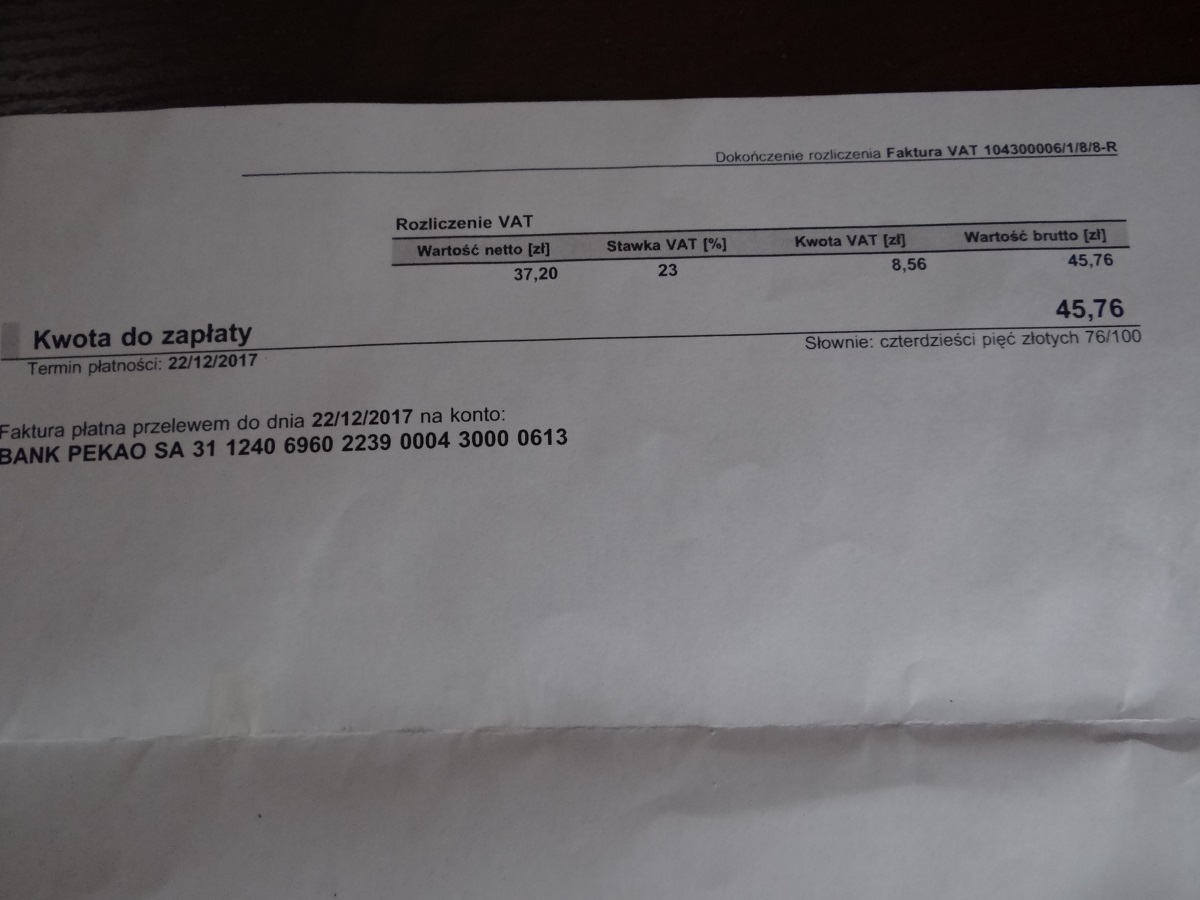 Dokończenie rozliczenia Faktura VAT 104300006/1/8/8-R
Rozliczenie VAT
Wartość netto [zł] Stawka VAT [%] Kwota VAT [zł] Wartość brutto [zł]
37,20 23 8,56 45,76
Kwota do zapłaty 45,76
Termin płatności: 22/12/2017 Słownie: czterdzieści pięć złotych 76/100
Faktura płatna przelewem do dnia 22/12/2017 na konto:
BANK PEKAO SA 31 1240 6960 2239 0004 3000 0613